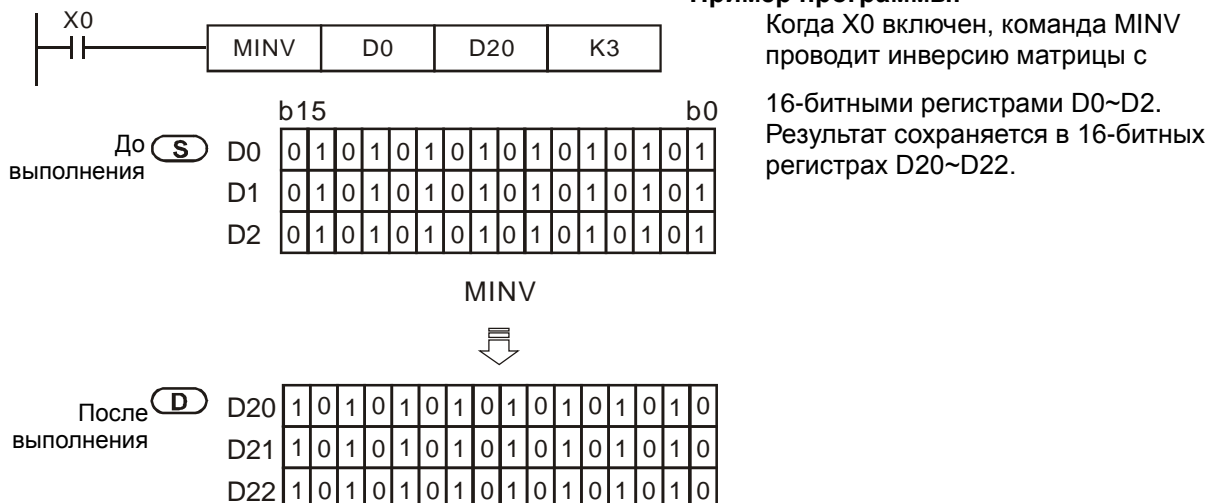 Пример программы:
X0
MINV D0 D20 K3
Когда X0 включен, команда MINV
проводит инверсию матрицы с
16-битными регистрами D0~D2.
Результат сохраняется в 16-битных
регистрах D20~D22.
b15 b0
До
выполнения
S
D0 0 1 0 1 0 1 0 1 0 1 0 1 0 1 0 1
D1 0 1 0 1 0 1 0 1 0 1 0 1 0 1 0 1
D2 0 1 0 1 0 1 0 1 0 1 0 1 0 1 0 1
MINV
После
выполнения
D
D20 1 0 1 0 1 0 1 0 1 0 1 0 1 0 1 0
D21 1 0 1 0 1 0 1 0 1 0 1 0 1 0 1 0
D22 1 0 1 0 1 0 1 0 1 0 1 0 1 0 1 0